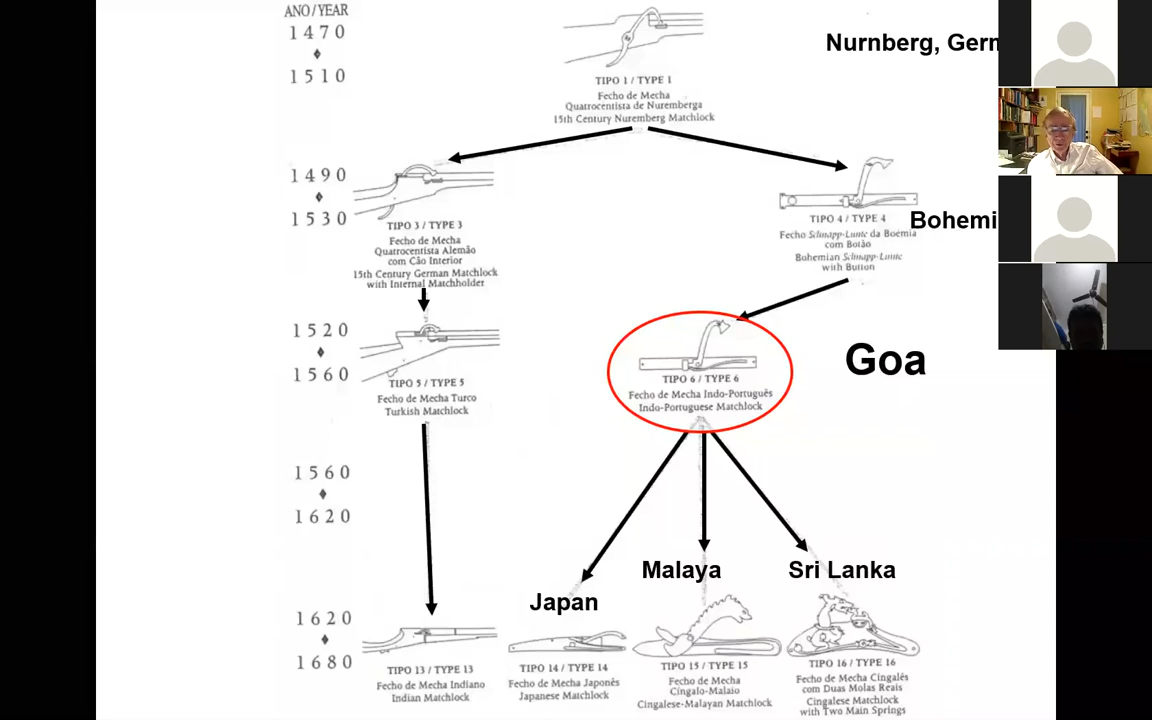 ANO/YEAR
1470
1510
TIPO 1 / TYPE 1
Fecho de Mecha
Quatrocentista de Nuremberga
15th Century Nuremberg Matchlock
Nurnberg, Gern
1490
1530
TIPO 3 / TYPE 3
Fecho de Mecha
Quatrocentista Alemão
com Cão Interior
15th Century German Matchlock
with Internal Matchholder
TIPO 4 / TYPE 4
Fecho Schnapp-Lunte da Boémia
com Botão
Bohemian Schnapp-Lunte
with Button
Bohemi
1520
1560
TIPO 5 / TYPE 5
Fecho de Mecha Turco
Turkish Matchlock
TIPO 6 / TYPE 6
Fecho de Mecha Indo-Português
Indo-Portuguese Matchlock
Goa
1560
1620
Japan
Malaya
Sri Lanka
1620
1680
TIPO 13 / TYPE 13
Fecho de Mecha Indiano
Indian Matchlock
TIPO 14 / TYPE 14
Fecho de Mecha Japonês
Japanese Matchlock
TIPO 15 / TYPE 15
Fecho de Mecha
Cíngalo-Malaio
Cingalese-Malayan Matchlock
TIPO 16 / TYPE 16
Fecho de Mecha Cingalês
com Duas Molas Reais
Cingalese Matchlock
with Two Main Springs